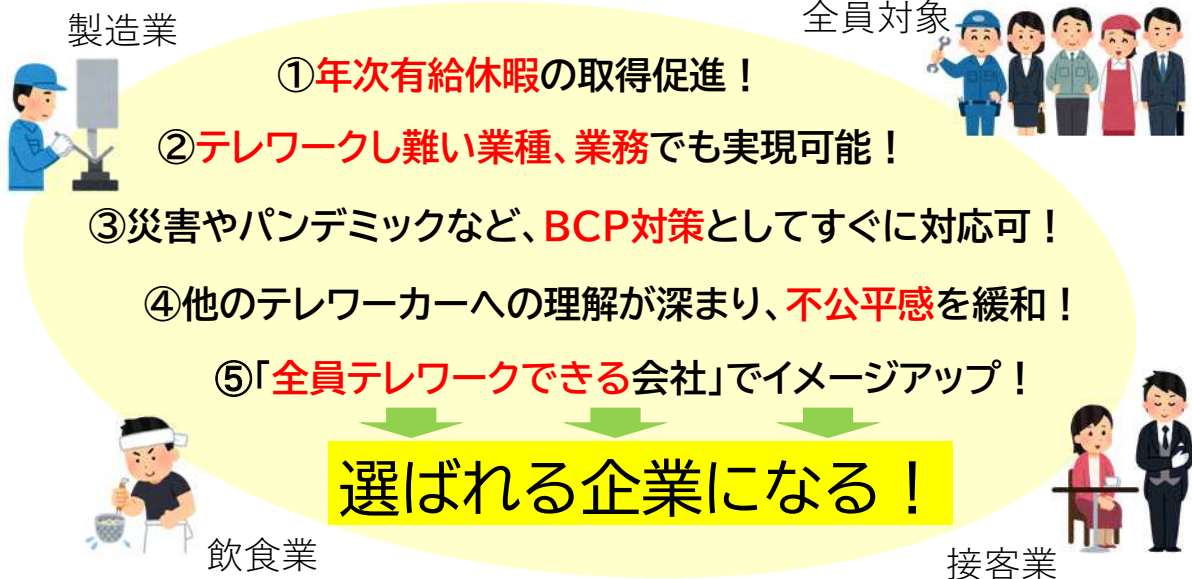 製造業
全員対象
①年次有給休暇の取得促進！
②テレワークし難い業種、業務でも実現可能！
③災害やパンデミックなど、BCP対策としてすぐに対応可！
④他のテレワーカーへの理解が深まり、不公平感を緩和！
⑤「全員テレワークできる会社」でイメージアップ！
選ばれる企業になる！
飲食業
接客業